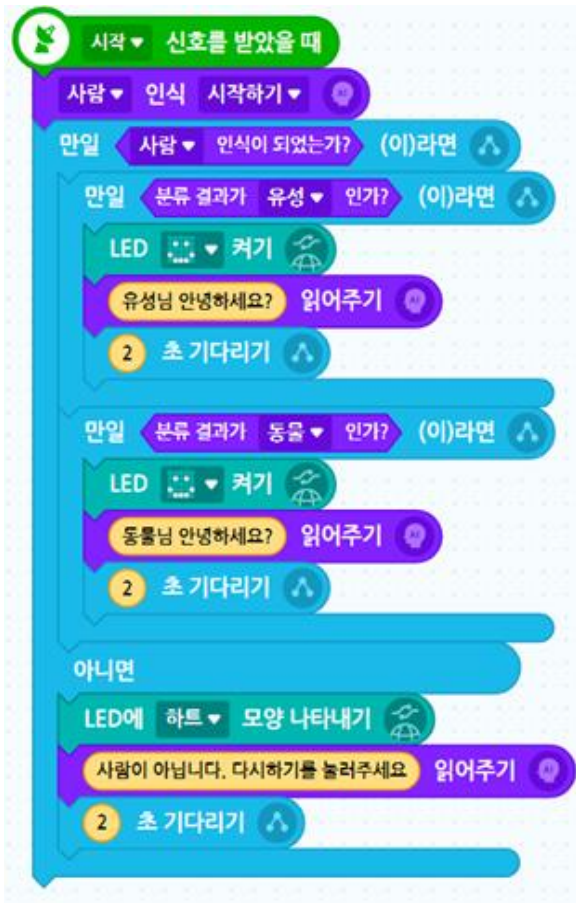 시작 신호를 받았을 때
사람 인식 시작하기
만일 사람 인식이 되었는가? (이)라면
만일 분류 결과가 유성 인가? (이)라면
LED 켜기
유성님 안녕하세요? 읽어주기
2 초 기다리기
만일 분류 결과가 동물 인가? (이)라면
LED 켜기
동물님 안녕하세요? 읽어주기
2 초 기다리기
아니면
LED에 하트 모양 나타내기
사람이 아닙니다. 다시하기를 눌러주세요 읽어주기
2 초 기다리기